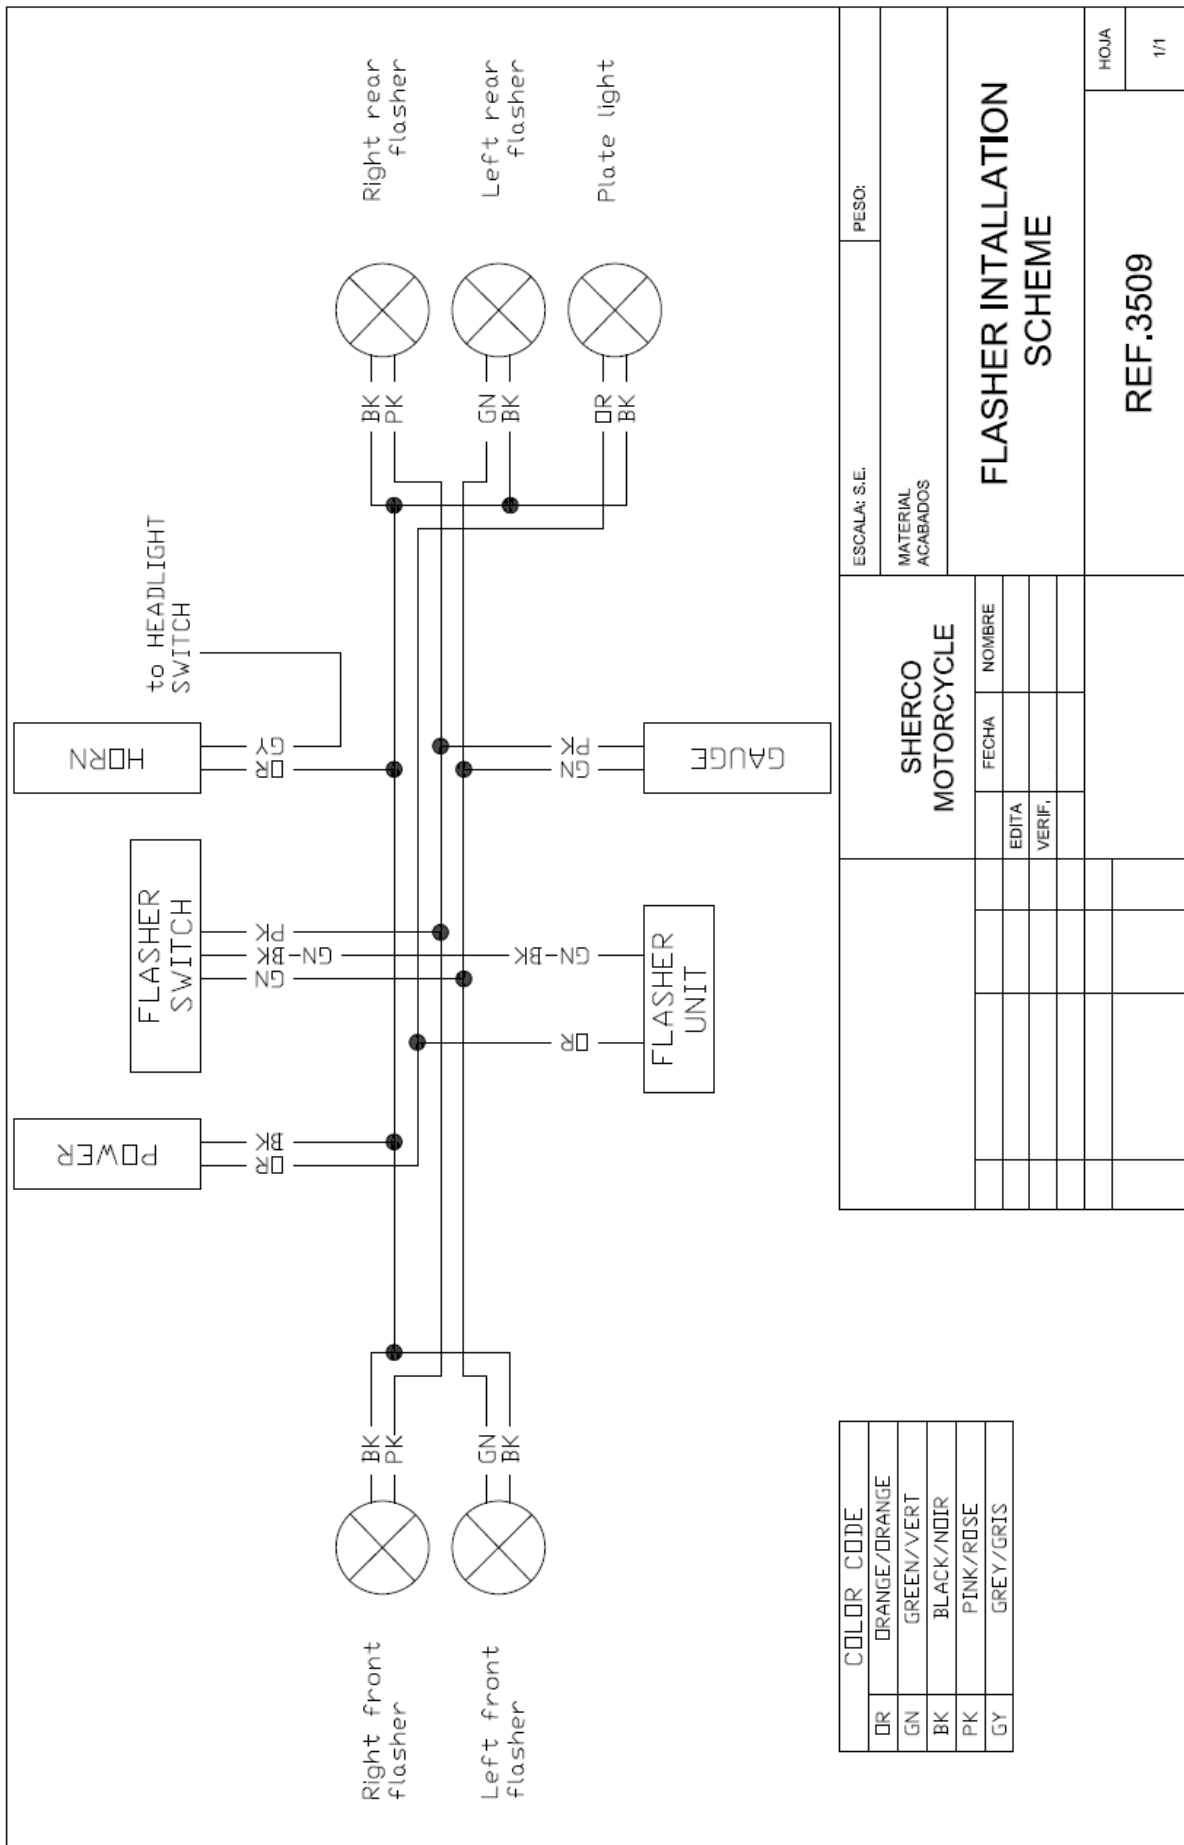 HORN
GY
OR
to HEADLIGHT
SWITCH
FLASHER
SWITCH
PK
BK-GN
GN
POWER
BK
OR
Right front
flasher
BK
PK
Left front
flasher
GN
BK
Right rear
flasher
BK
PK
Left rear
flasher
GN
BK
Plate light
OR
BK
GN-BK
OR
FLASHER
UNIT
PK
GN
GAUGE
COLOR CODE
OR ORANGE/ORANGE
GN GREEN/VERT
BK BLACK/NOIR
PK PINK/ROSE
GY GREY/GRIS
SHERCO
MOTORCYCLE
FECHA NOMBRE
EDITA
VERIF.
ESCALA: S.E. PESO:
MATERIAL
ACABADOS
FLASHER INTALLATION
SCHEME
REF.3509
HOJA
1/1